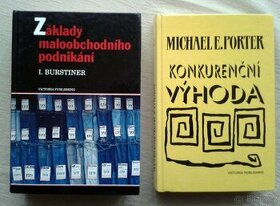 Základy
maloobchodního
podnikání
I. BURSTINER
VICTORIA PUBLISHING
MICHAEL E. PORTER
KONKURENČNÍ
VÝHODA
VICTORIA PUBLISHING